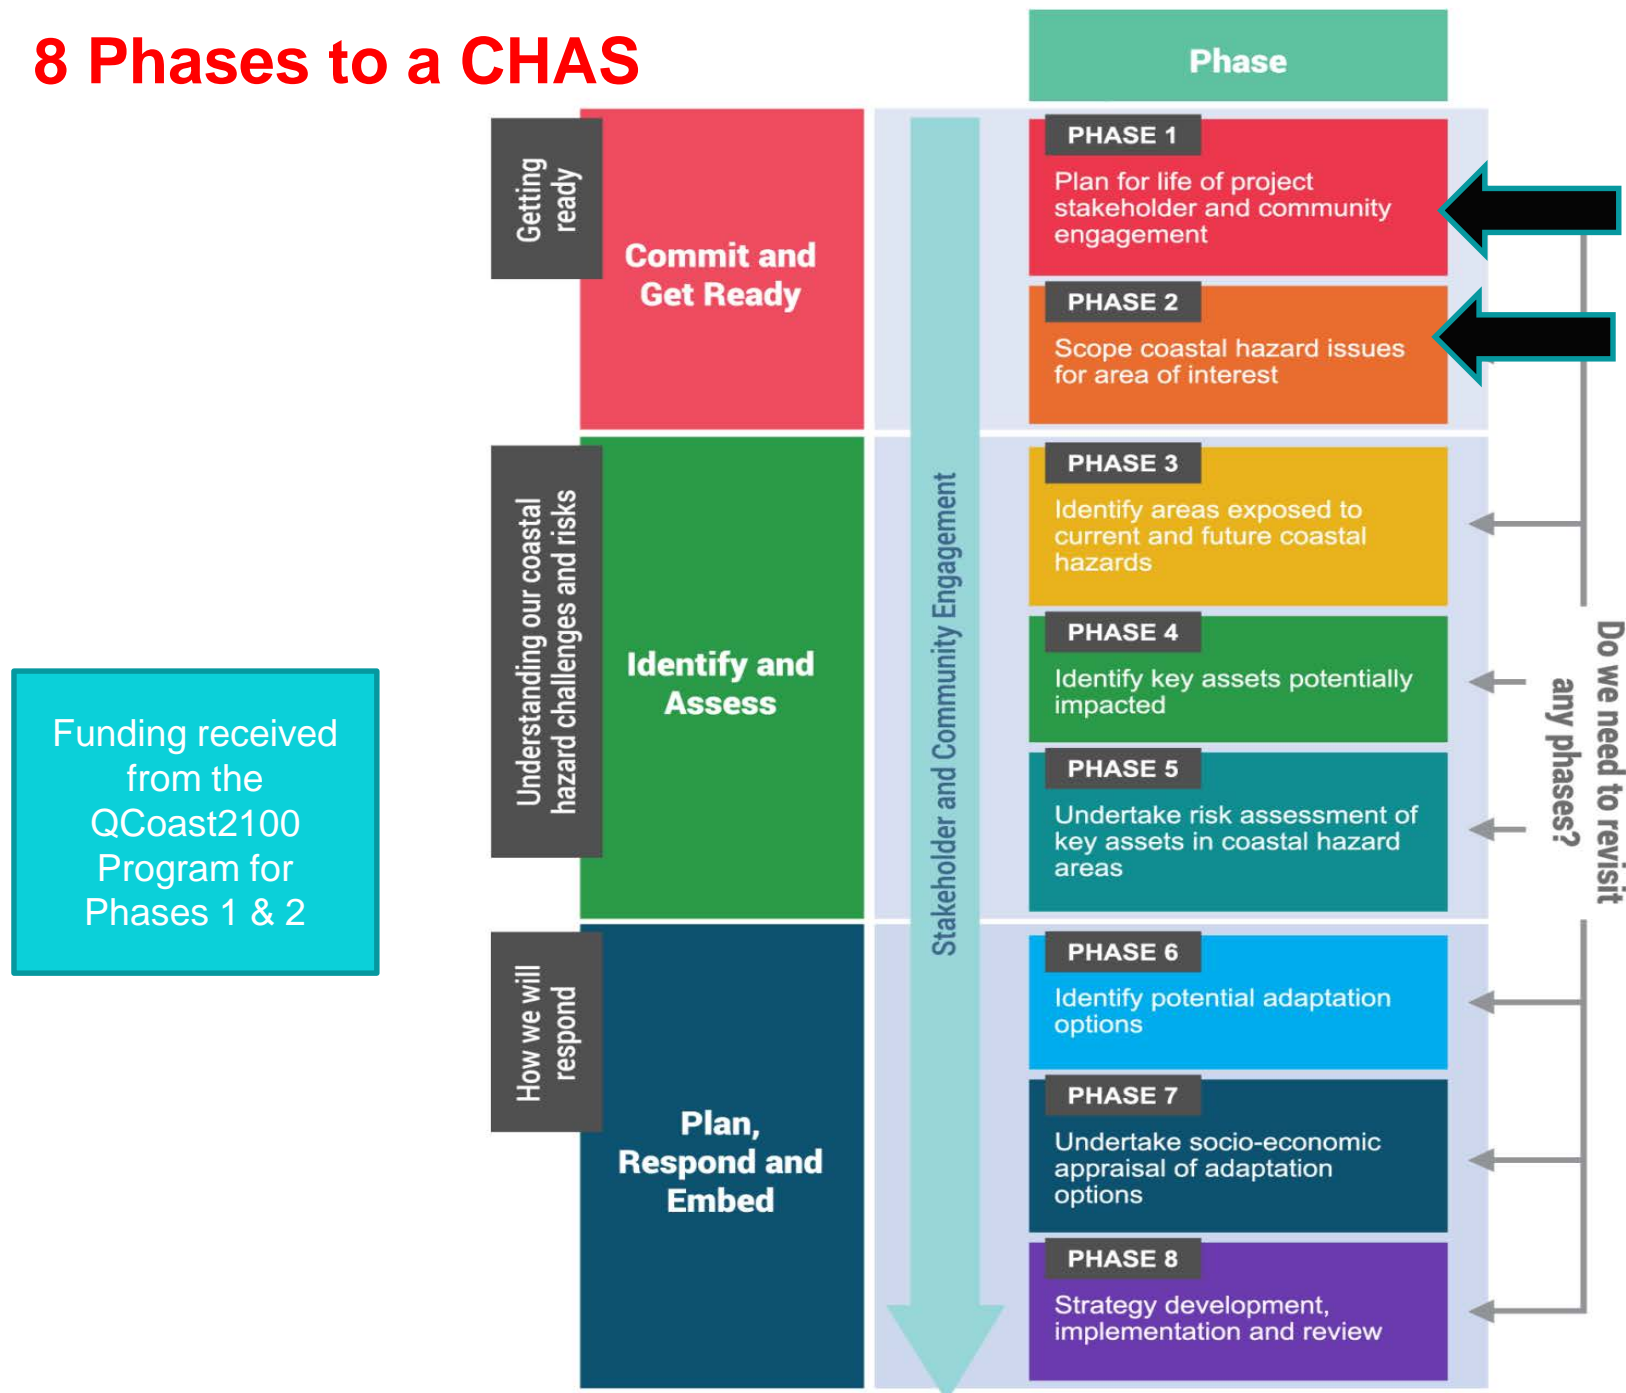 8 Phases to a CHAS
Phase
Getting
ready
Commit and
Get Ready
PHASE 1
Plan for life of project
stakeholder and community
engagement
PHASE 2
Scope coastal hazard issues
for area of interest
Understanding our coastal
hazard challenges and risks
Identify and
Assess
Stakeholder and Community Engagement
PHASE 3
Identify areas exposed to
current and future coastal
hazards
PHASE 4
Identify key assets potentially
impacted
PHASE 5
Undertake risk assessment of
key assets in coastal hazard
areas
Do we need to revisit
any phases?
Funding received
from the
QCoast2100
Program for
Phases 1 & 2
How we will
respond
Plan,
Respond and
Embed
PHASE 6
Identify potential adaptation
options
PHASE 7
Undertake socio-economic
appraisal of adaptation
options
PHASE 8
Strategy development,
implementation and review